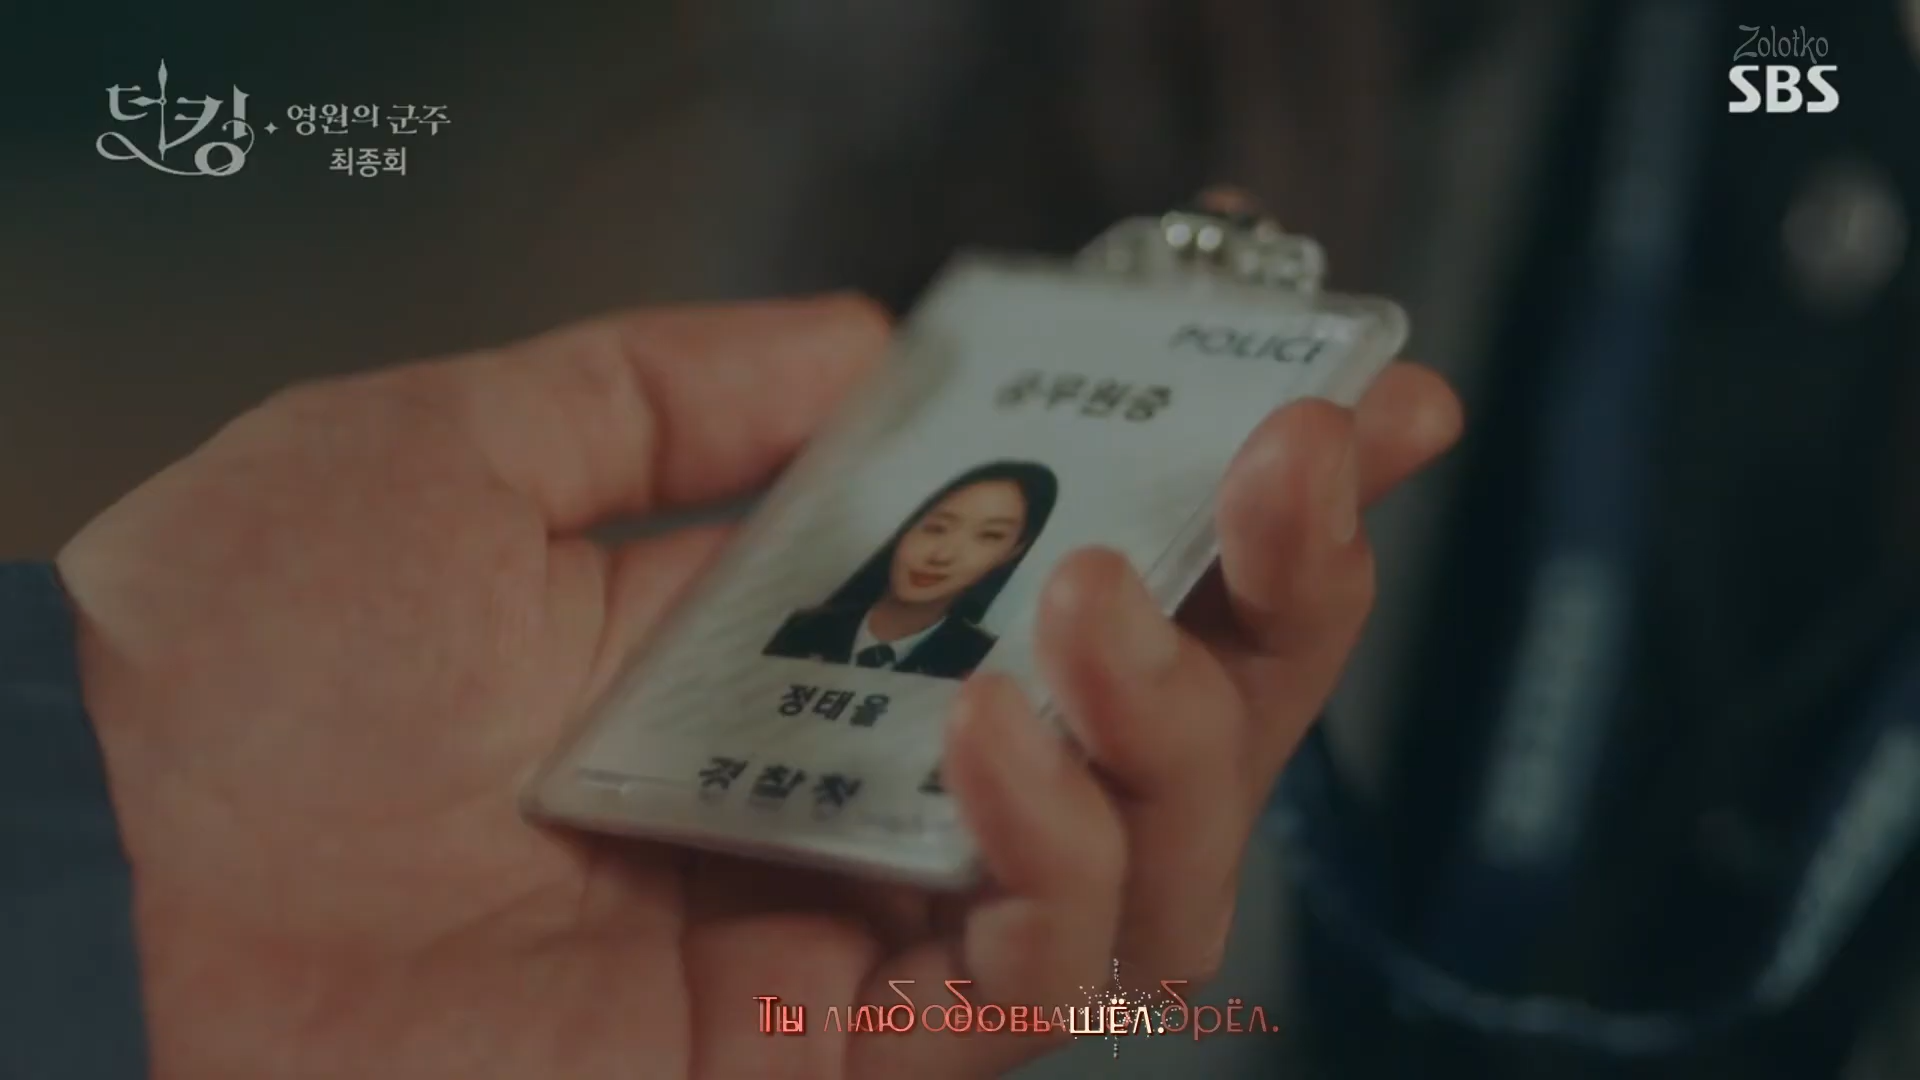 더킹 · 영원의 군주
최종회
Zolotko
SBS
POLICE
공무원증
정태을
경찰청
Ты